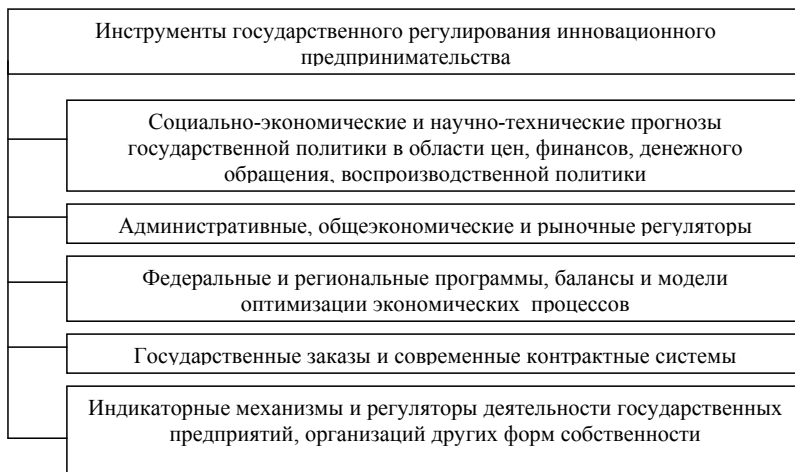 Инструменты государственного регулирования инновационного
предпринимательства
Социально-экономические и научно-технические прогнозы
государственной политики в области цен, финансов, денежного
обращения, воспроизводственной политики
Административные, общеэкономические и рыночные регуляторы
Федеральные и региональные программы, балансы и модели
оптимизации экономических процессов
Государственные заказы и современные контрактные системы
Индикаторные механизмы и регуляторы деятельности государственных
предприятий, организаций других форм собственности